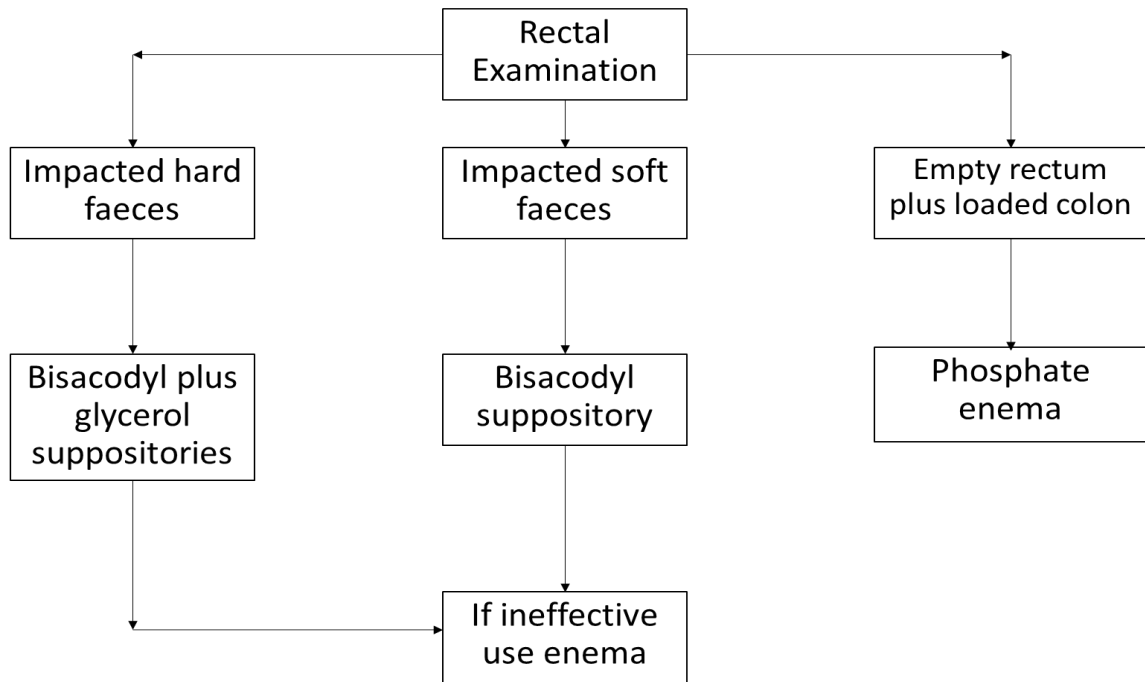 Rectal
Examination
Impacted hard
faeces
Impacted soft
faeces
Empty rectum
plus loaded colon
Bisacodyl plus
glycerol
suppositories
Bisacodyl
suppository
Phosphate
enema
If ineffective
use enema